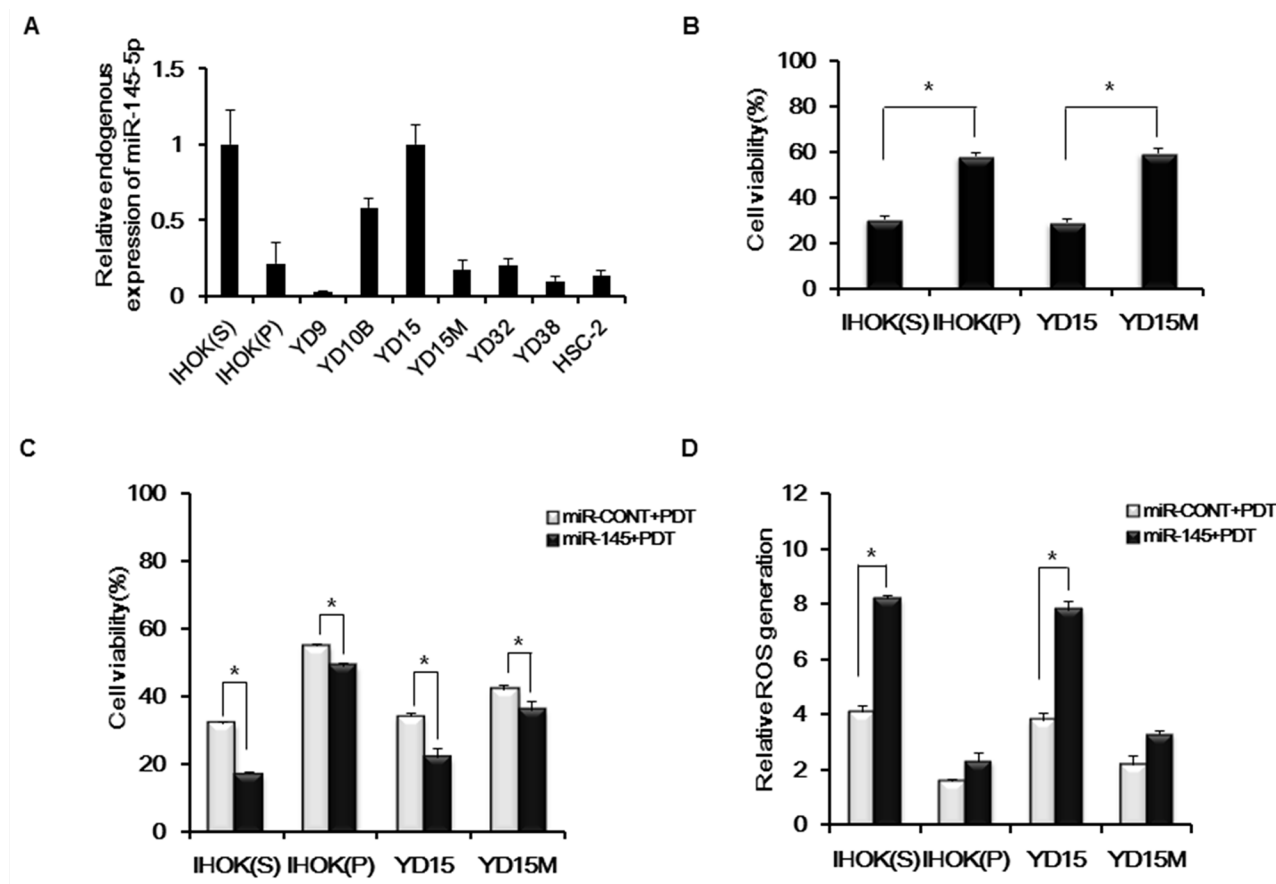 A
Relative endogenous
expression of miR-145-5p
1.5
1
0.5
0
IHOK(S)
IHOK(P)
YD9
YD10B
YD15
YD15M
YD32
YD38
HSC-2
B
Cell viability(%)
100
80
60
40
20
0
* *
IHOK(S) IHOK(P) YD15 YD15M
C
Cell viability(%)
100
80
60
40
20
0
miR-CONT+PDT
miR-145+PDT
* * * *
IHOK(S) IHOK(P) YD15 YD15M
D
Relative ROS generation
12
10
8
6
4
2
0
miR-CONT+PDT
miR-145+PDT
* *
IHOK(S) IHOK(P) YD15 YD15M